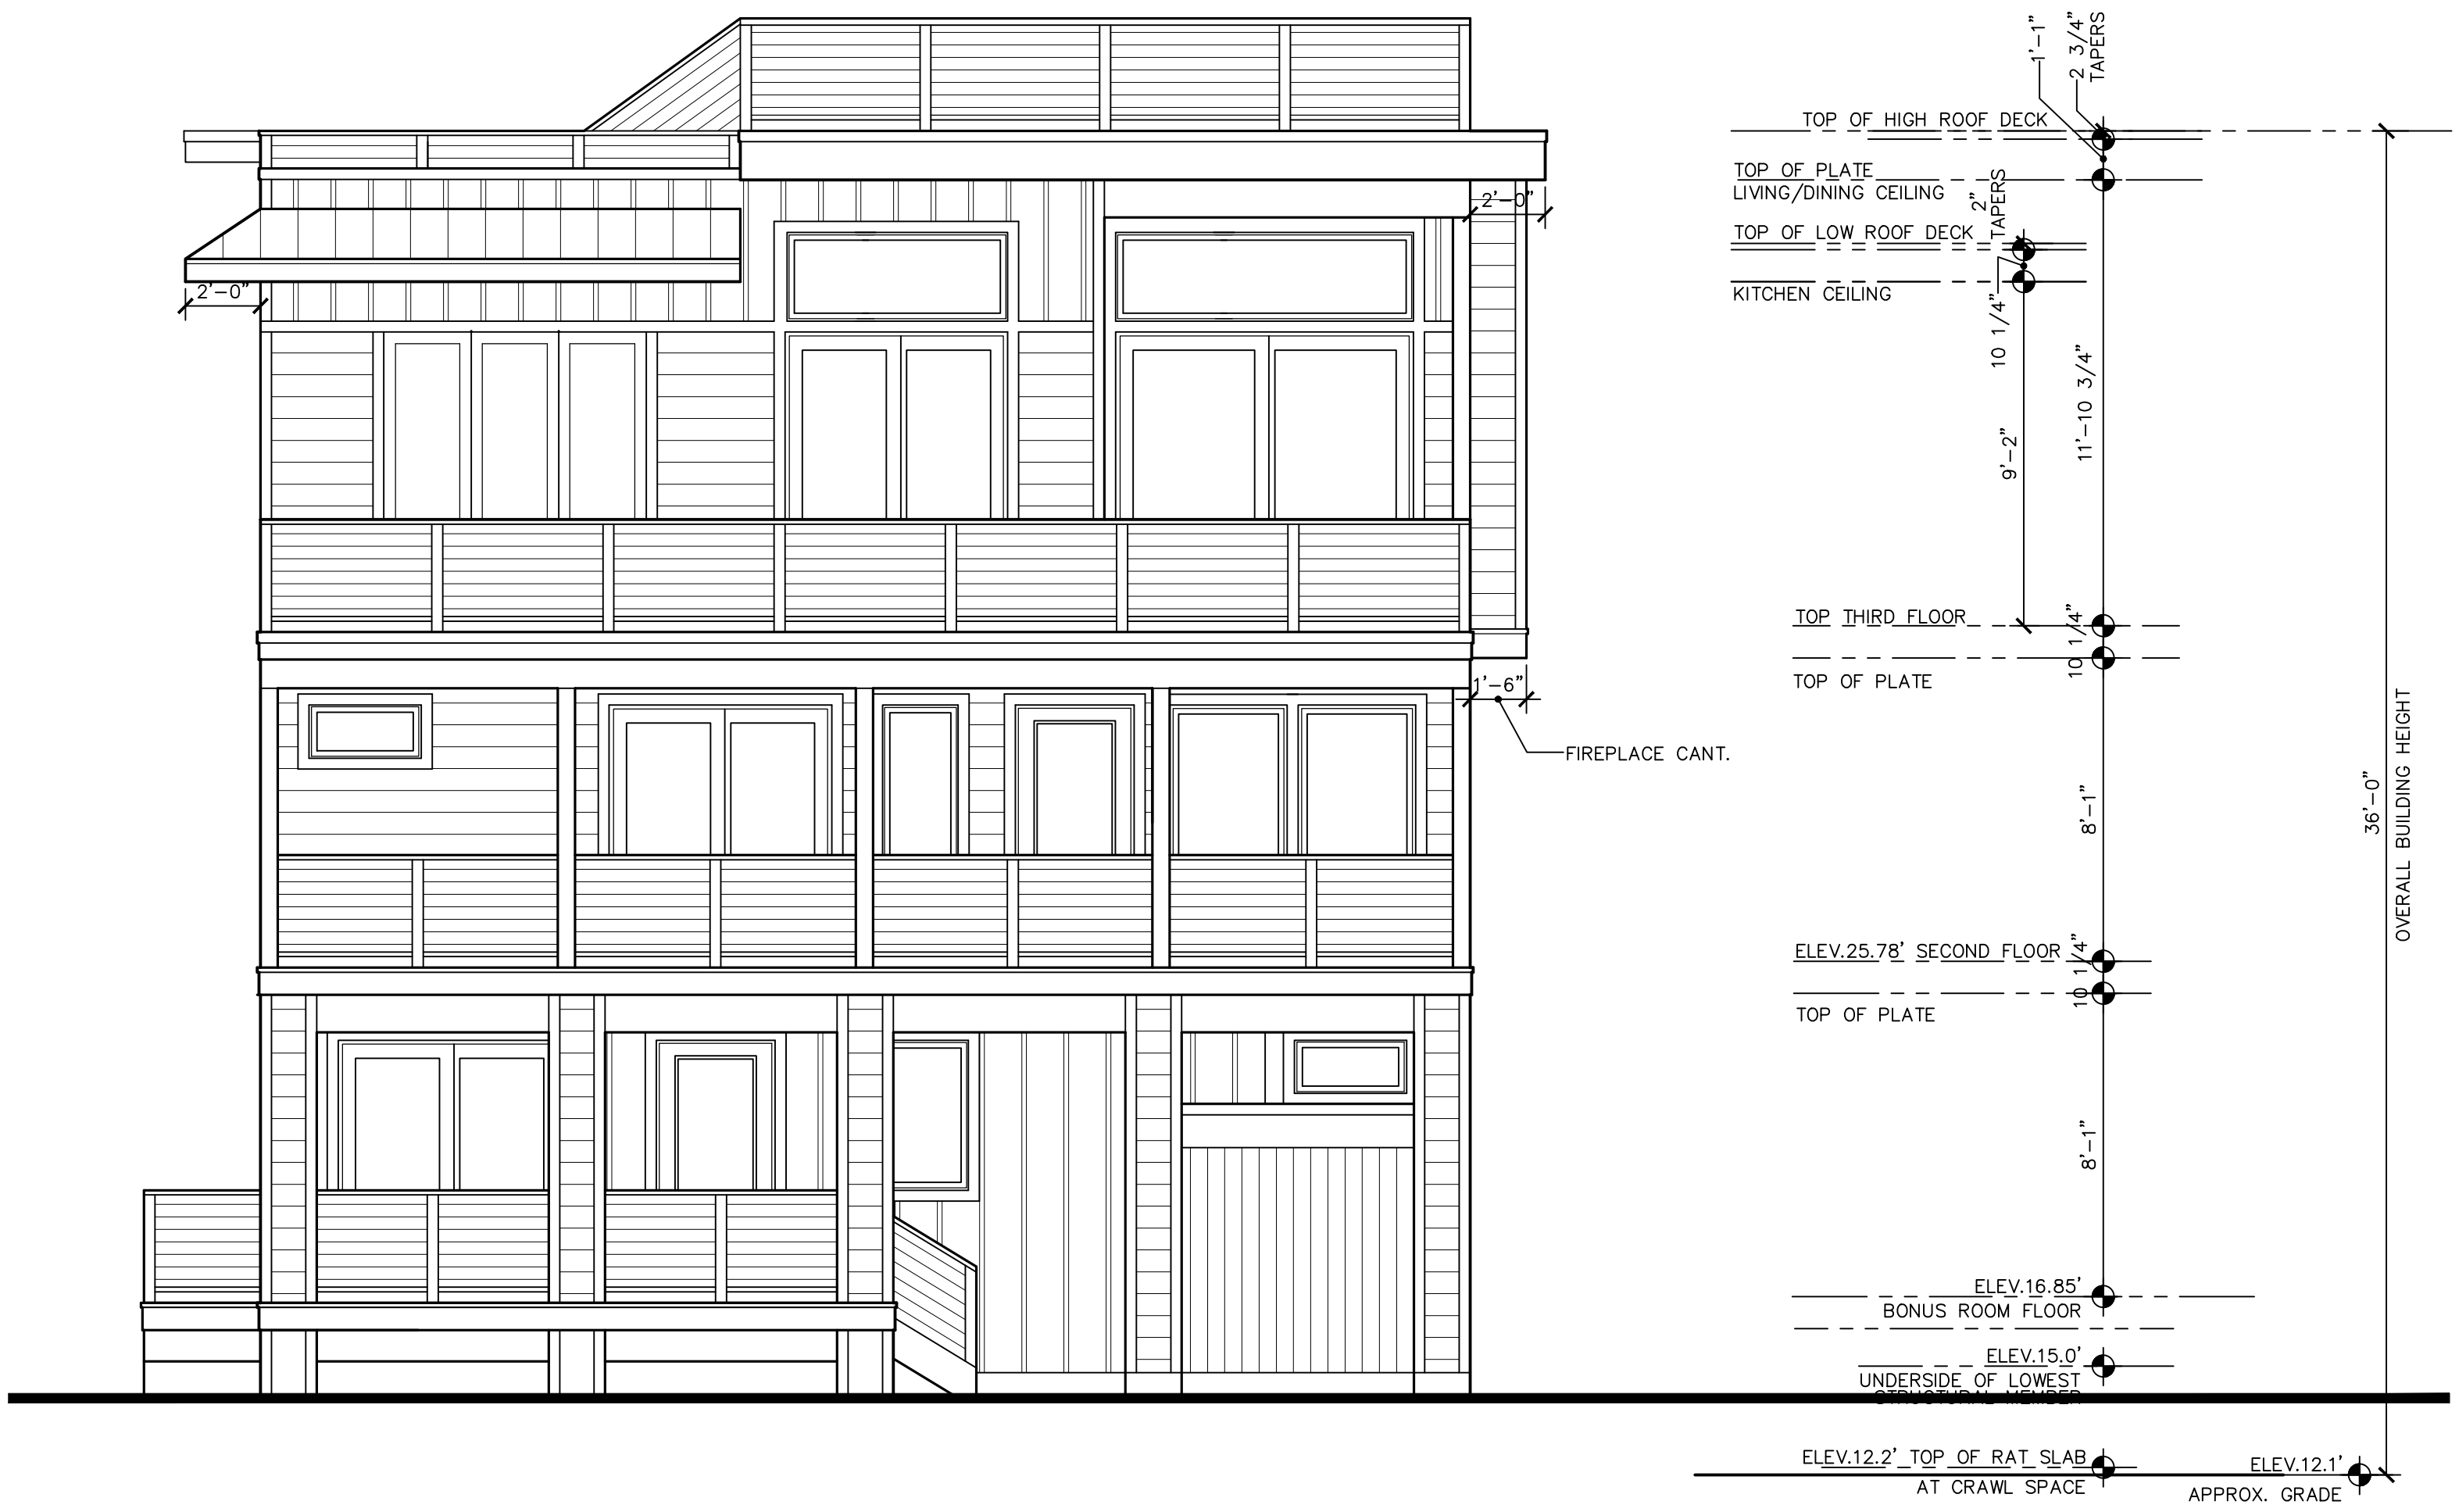 1'-1"
2 3/4"
TAPERS
TOP OF HIGH ROOF DECK
TOP OF PLATE
LIVING/DINING CEILING
2'-0"
2"
TAPERS
TOP OF LOW ROOF DECK
KITCHEN CEILING
2'-0"
10 1/4"
11'-10 3/4"
9'-2"
TOP THIRD FLOOR
10 1/4"
TOP OF PLATE
1'-6"
FIREPLACE CANT.
8'-1"
36'-0"
OVERALL BUILDING HEIGHT
ELEV.25.78' SECOND FLOOR
10 1/4"
TOP OF PLATE
8'-1"
ELEV.16.85'
BONUS ROOM FLOOR
ELEV.15.0'
UNDERSIDE OF LOWEST
STRUCTURAL MEMBER
ELEV.12.2' TOP OF RAT SLAB
AT CRAWL SPACE
ELEV.12.1'
APPROX. GRADE